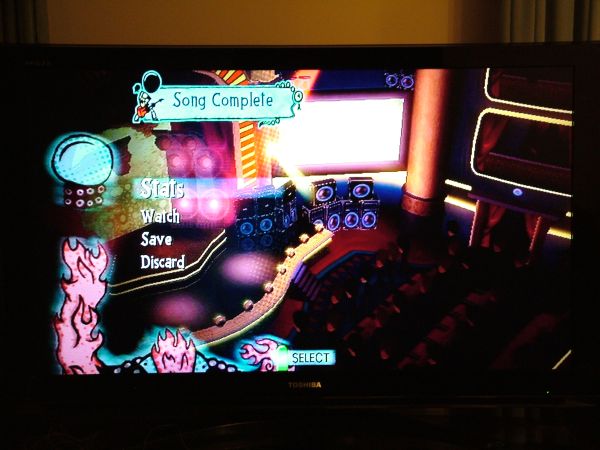 Song Complete
Stats
Watch
Save
Discard
SELECT
TOSHIBA